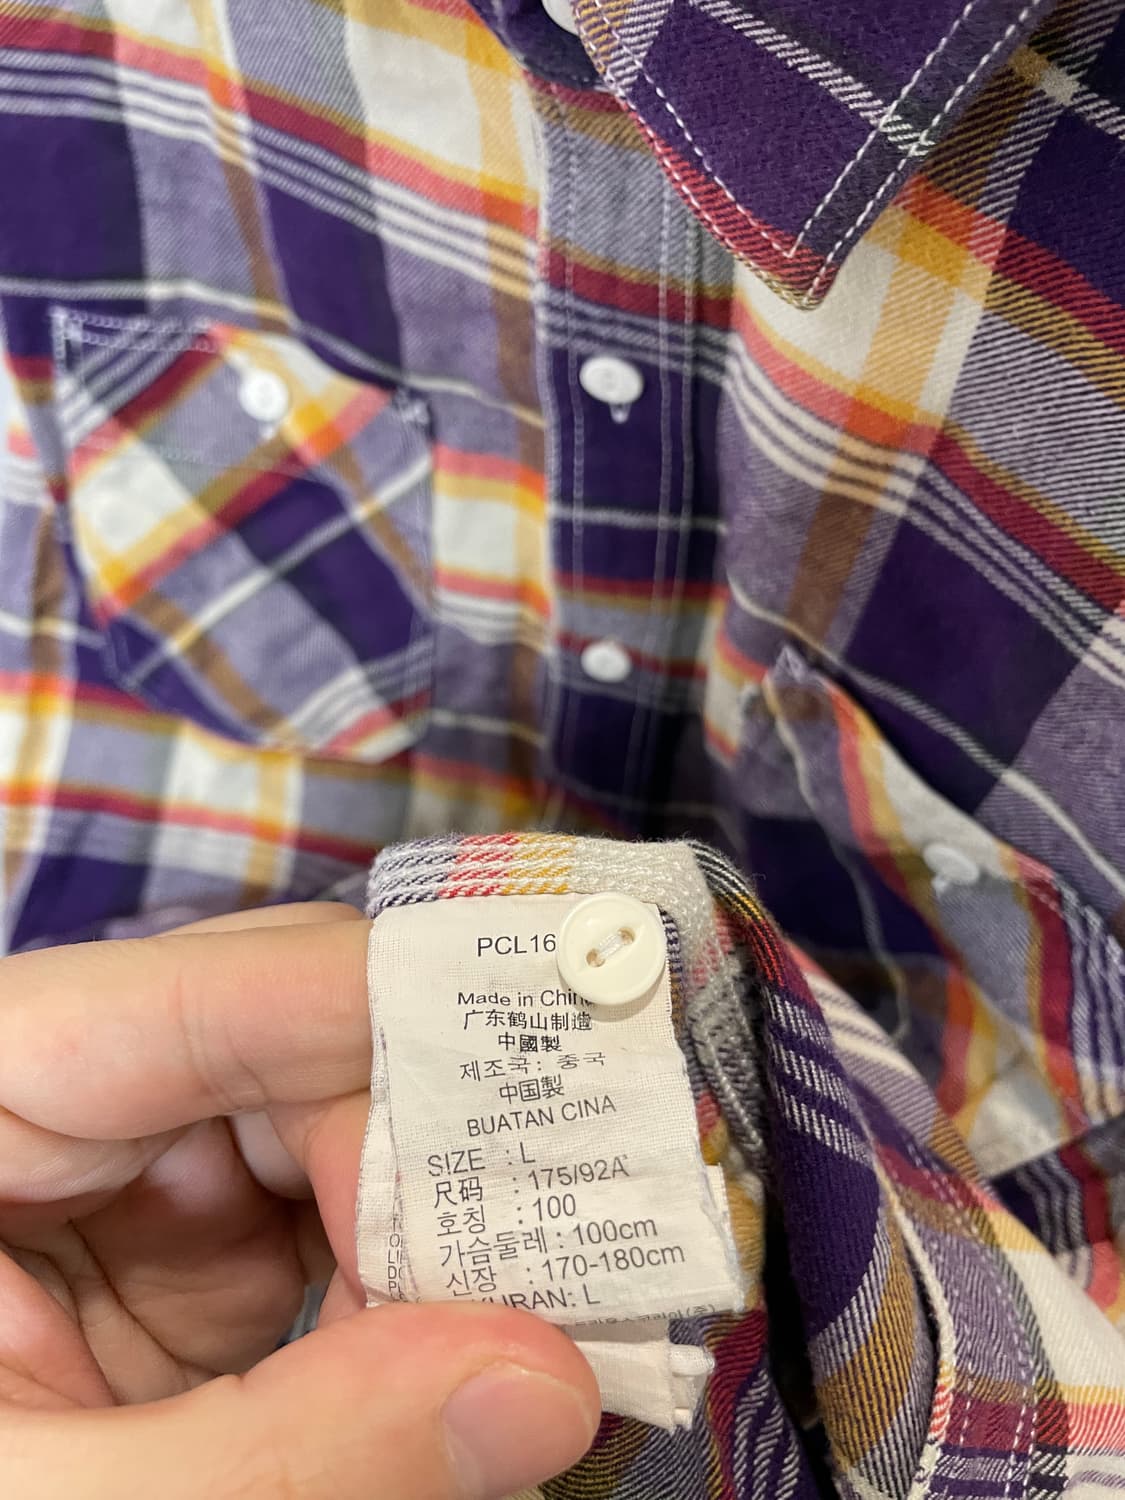 PCL16
Made in China
广东鹤山制造
中國製
제조국: 중국
中国製
BUATAN CINA
SIZE : L
尺码 : 175/92A
호칭 : 100
가슴둘레 : 100cm
신장 : 170-180cm
KURAN: L